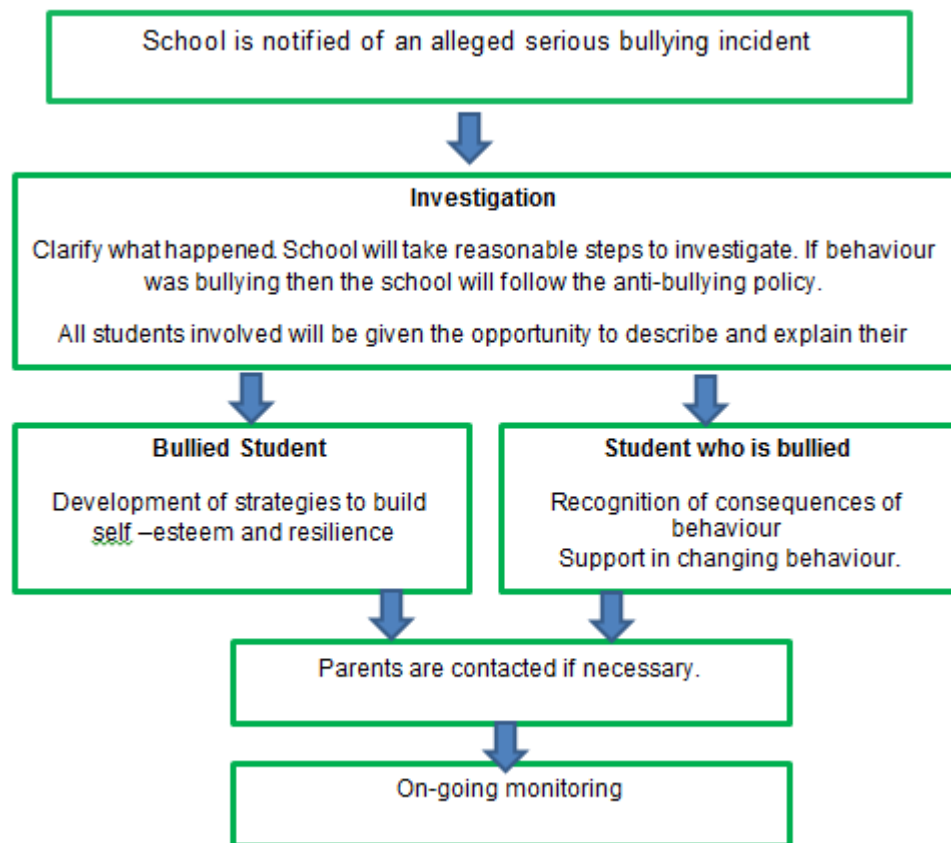 School is notified of an alleged serious bullying incident
Investigation
Clarify what happened. School will take reasonable steps to investigate. If behaviour
was bullying then the school will follow the anti-bullying policy.
All students involved will be given the opportunity to describe and explain their
Bullied Student
Development of strategies to build
self –esteem and resilience
Student who is bullied
Recognition of consequences of
behaviour
Support in changing behaviour.
Parents are contacted if necessary.
On-going monitoring